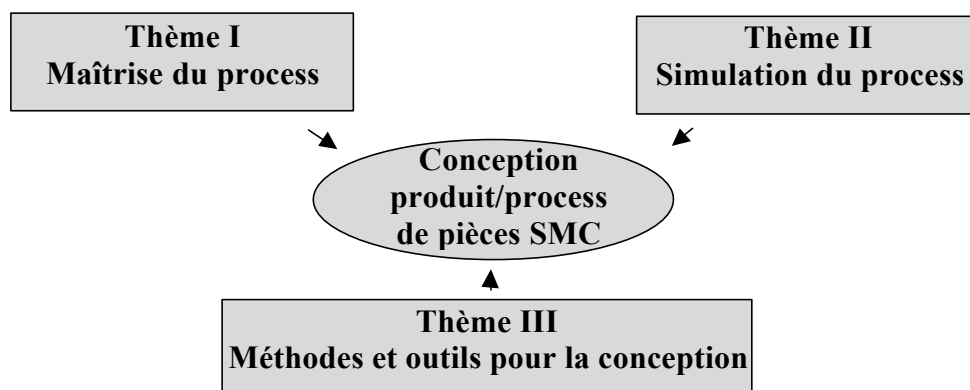 Thème I
Maîtrise du process
Thème II
Simulation du process
Conception
produit/process
de pièces SMC
Thème III
Méthodes et outils pour la conception